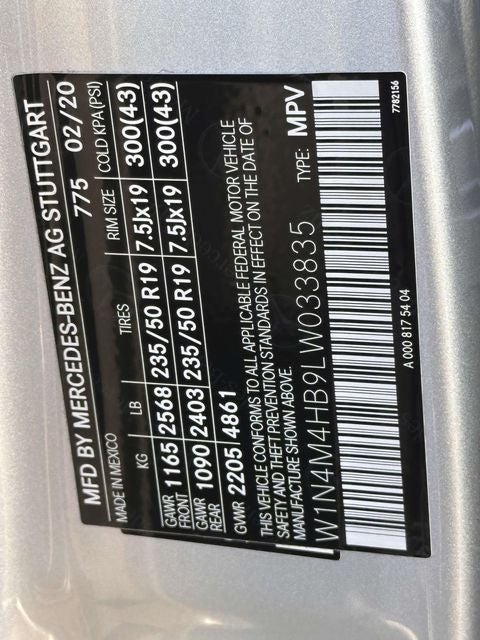 MFD BY MERCEDES-BENZ AG STUTTGART
MADE IN MEXICO 775 02/20
KG LB TIRES RIM SIZE COLD KPA (PSI)
GAWR FRONT 1165 2568 235/50 R19 7.5Jx19 300(43)
GAWR REAR 1090 2403 235/50 R19 7.5Jx19 300(43)
GVWR 2205 4861
THIS VEHICLE CONFORMS TO ALL APPLICABLE FEDERAL MOTOR VEHICLE
SAFETY AND THEFT PREVENTION STANDARDS IN EFFECT ON THE DATE OF
MANUFACTURE SHOWN ABOVE.
TYPE: MPV
W1N4M4HB9LW033835
A 000 817 54 04
7782156